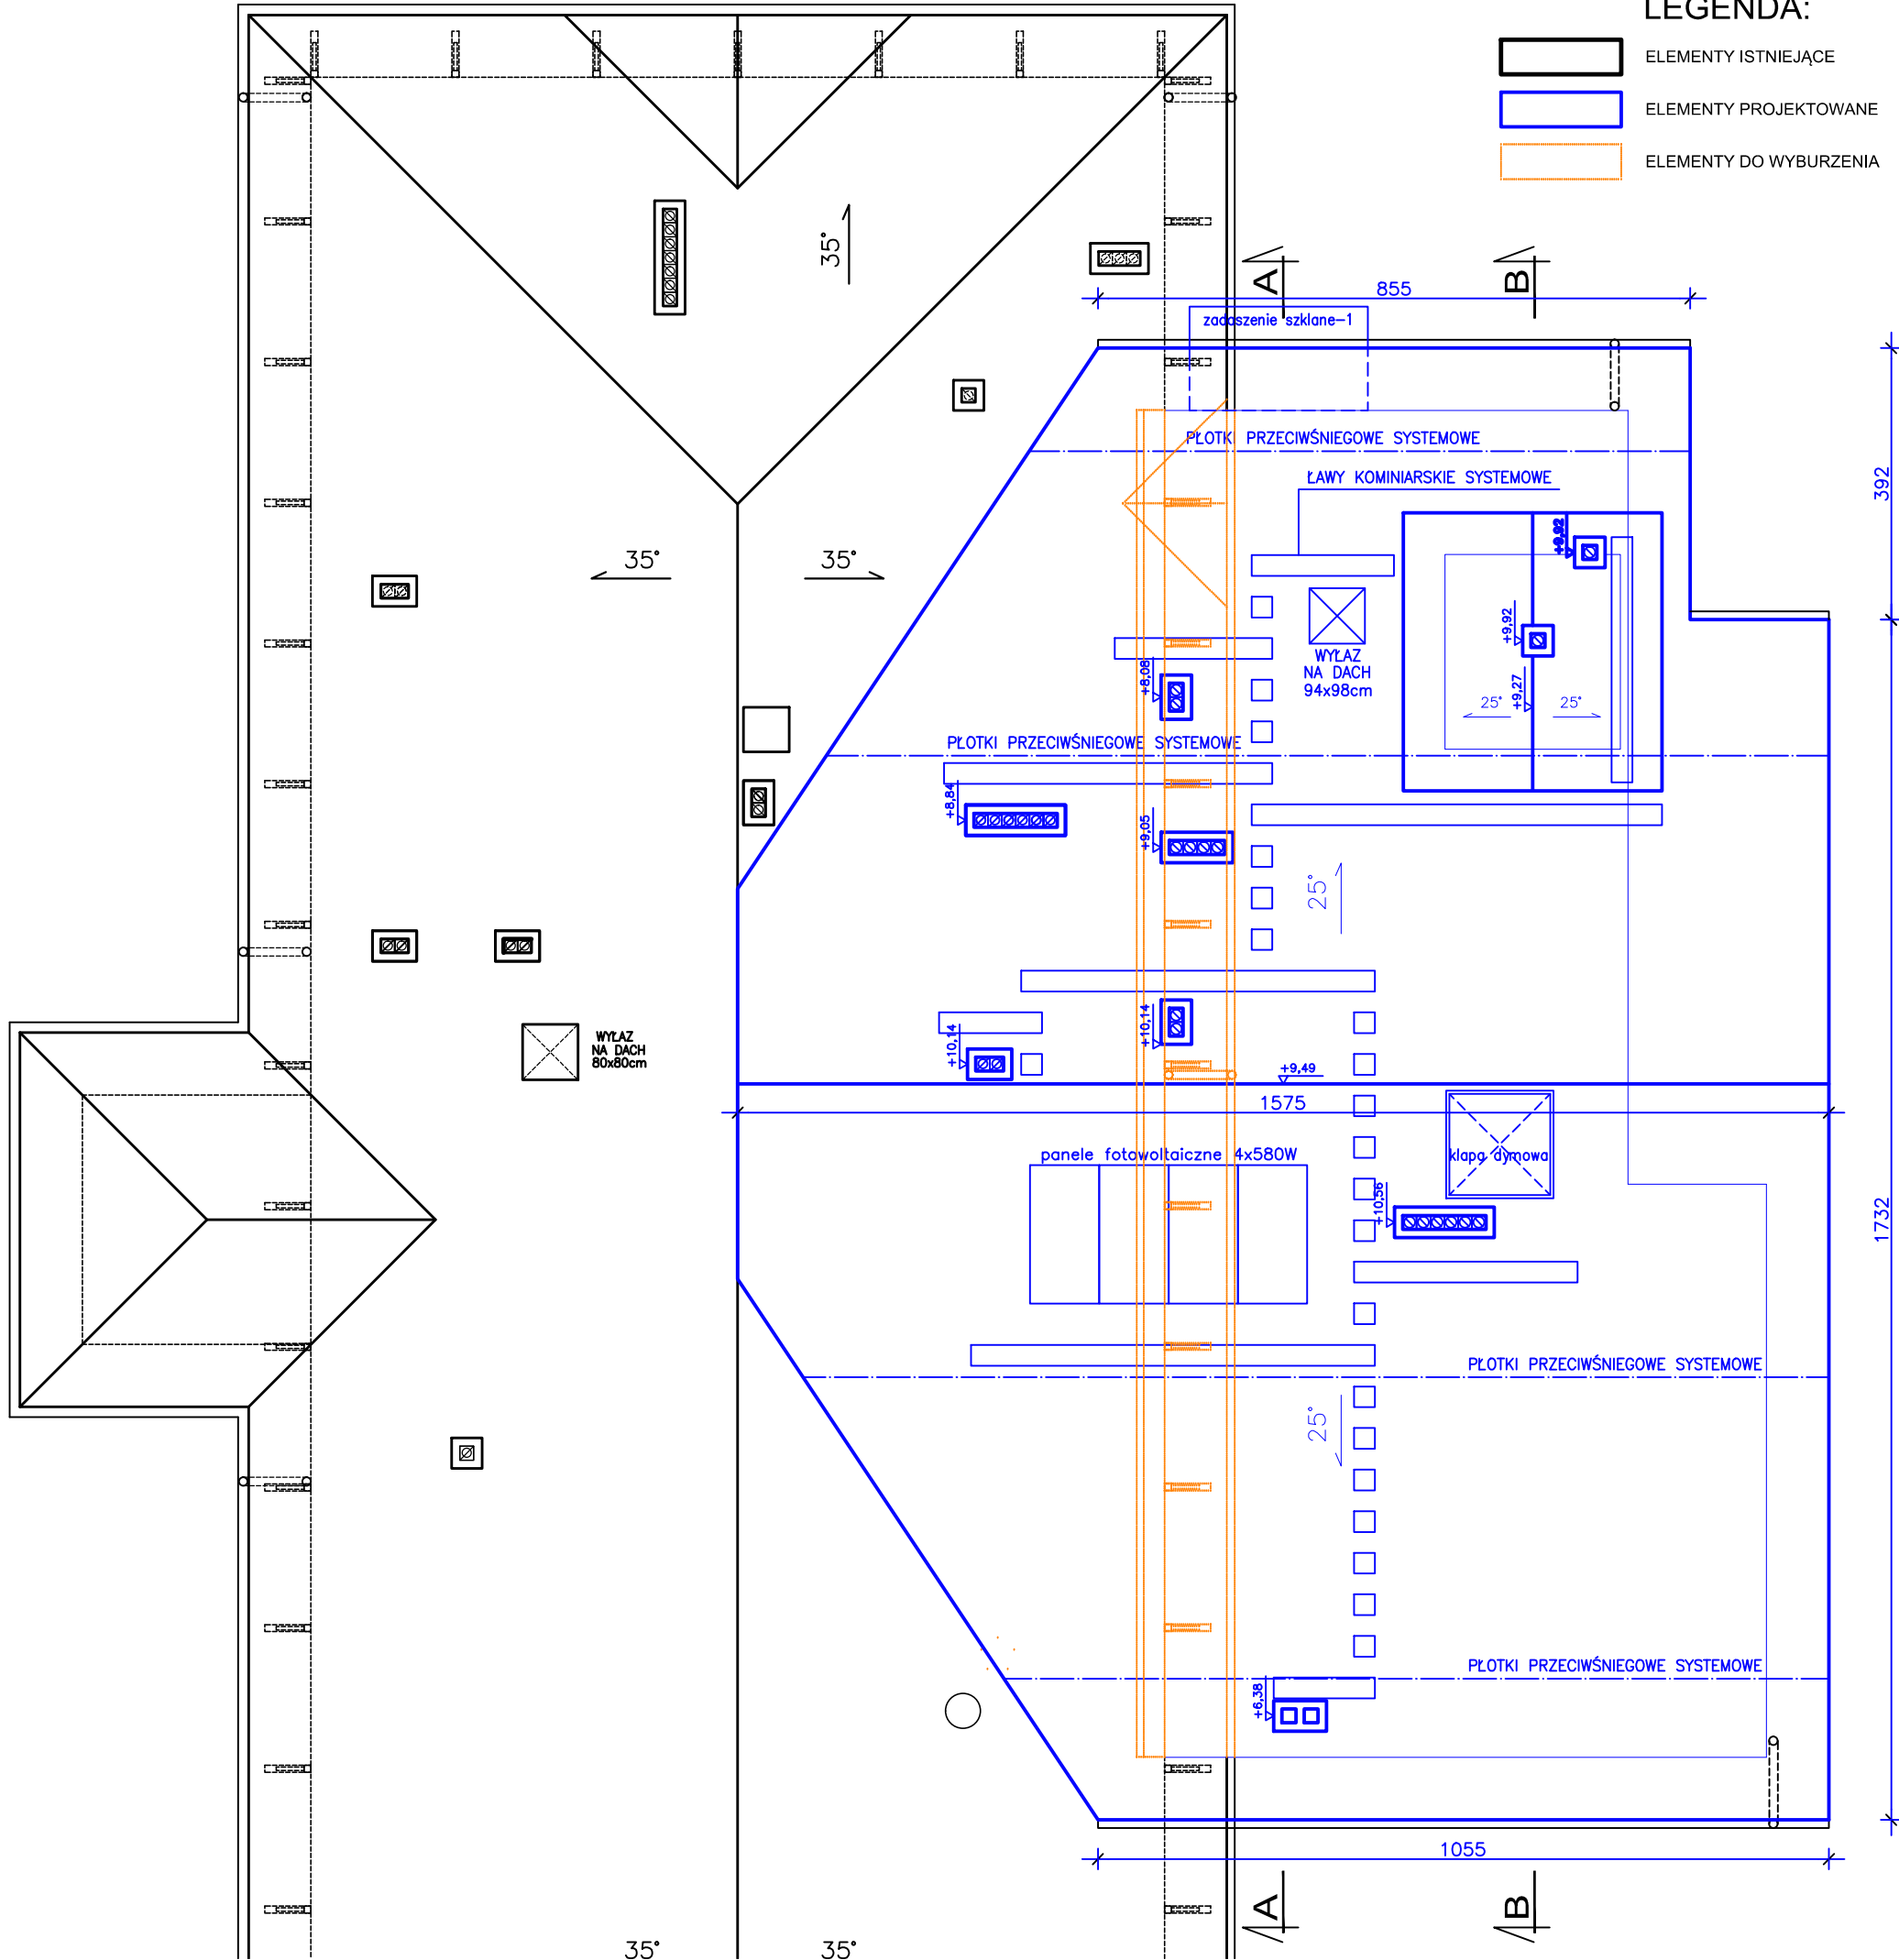 LEGENDA:
ELEMENTY ISTNIEJĄCE
ELEMENTY PROJEKTOWANE
ELEMENTY DO WYBURZENIA
35°
A
B
855
zadaszenie szklane-1
392
PŁOTKI PRZECIWŚNIEGOWE SYSTEMOWE
ŁAWY KOMINIARSKIE SYSTEMOWE
35°
35°
+9,92
+9,92
WYŁAZ
NA DACH
94x98cm
+8,08
+9,27
25°
25°
PŁOTKI PRZECIWŚNIEGOWE SYSTEMOWE
+8,84
+9,05
25°
WYŁAZ
NA DACH
80x80cm
+10,14
+10,14
+9,49
1575
panele fotowoltaiczne 4x580W
klapa dymowa
+10,56
1732
PŁOTKI PRZECIWŚNIEGOWE SYSTEMOWE
25°
PŁOTKI PRZECIWŚNIEGOWE SYSTEMOWE
+6,38
1055
A
B
35°
35°